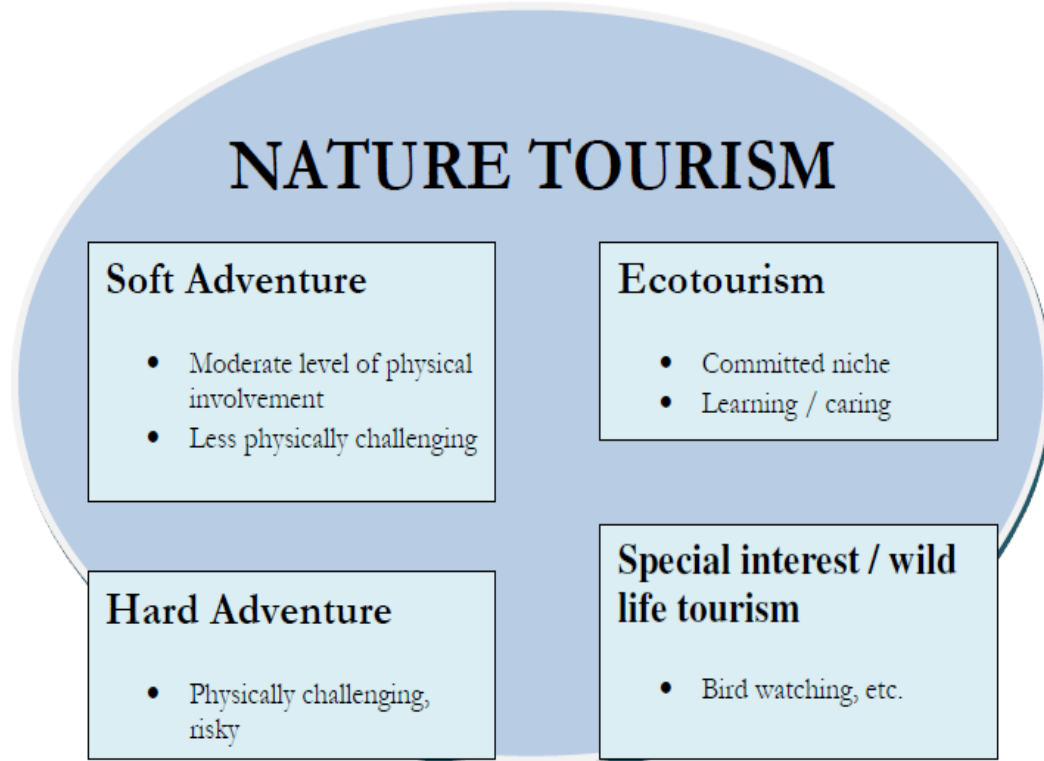 NATURE TOURISM
Soft Adventure
• Moderate level of physical
involvement
• Less physically challenging
Ecotourism
• Committed niche
• Learning / caring
Hard Adventure
• Physically challenging,
risky
Special interest / wild
life tourism
• Bird watching, etc.